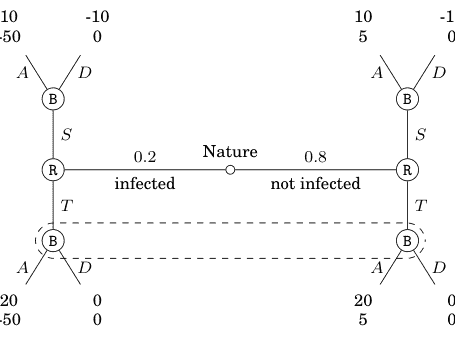 10 -10 10 -1
-50 0 5 0
A D A D
B B
S S
Nature
0.2 0.8
R R
infected not infected
T T
B B
A D A D
20 0 20 0
-50 0 5 0